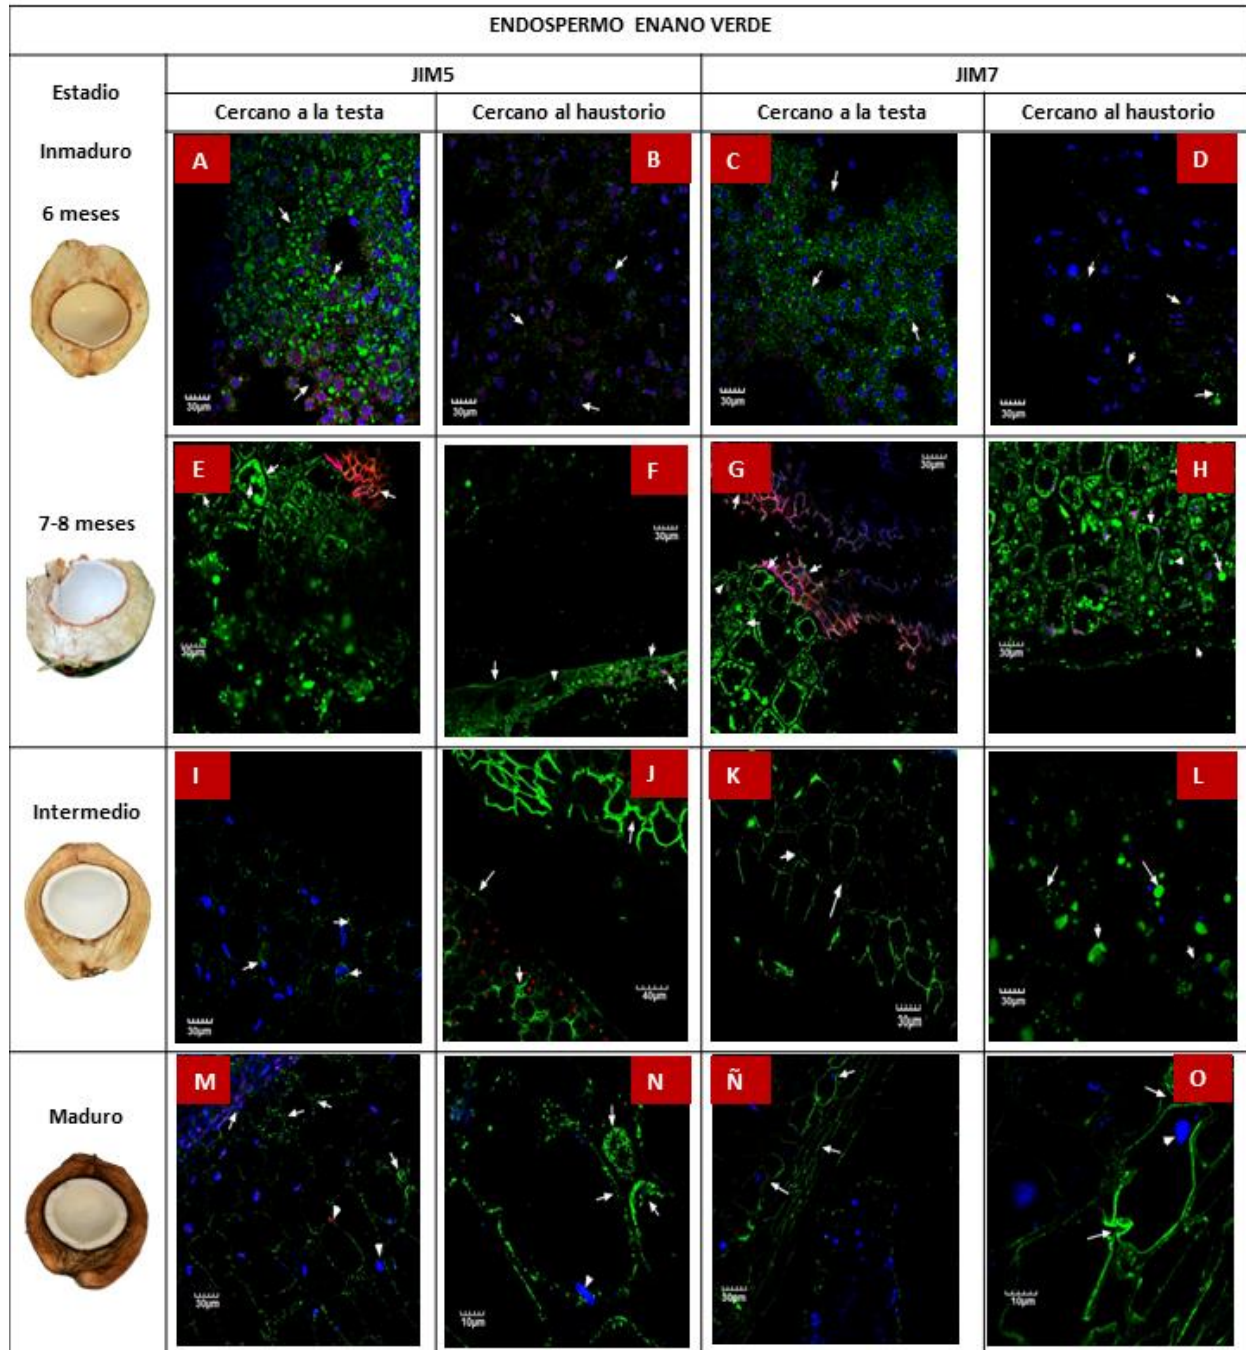 ENDOSPERMO ENANO VERDE
Estadio
JIM5
JIM7
Cercano a la testa
Cercano al haustorio
Cercano a la testa
Cercano al haustorio
Inmaduro
6 meses
A
30µm
B
30µm
C
30µm
D
30µm
7-8 meses
E
30µm
F
30µm
G
30µm
H
30µm
Intermedio
I
30µm
J
40µm
K
30µm
L
30µm
Maduro
M
30µm
N
10µm
Ñ
30µm
O
10µm